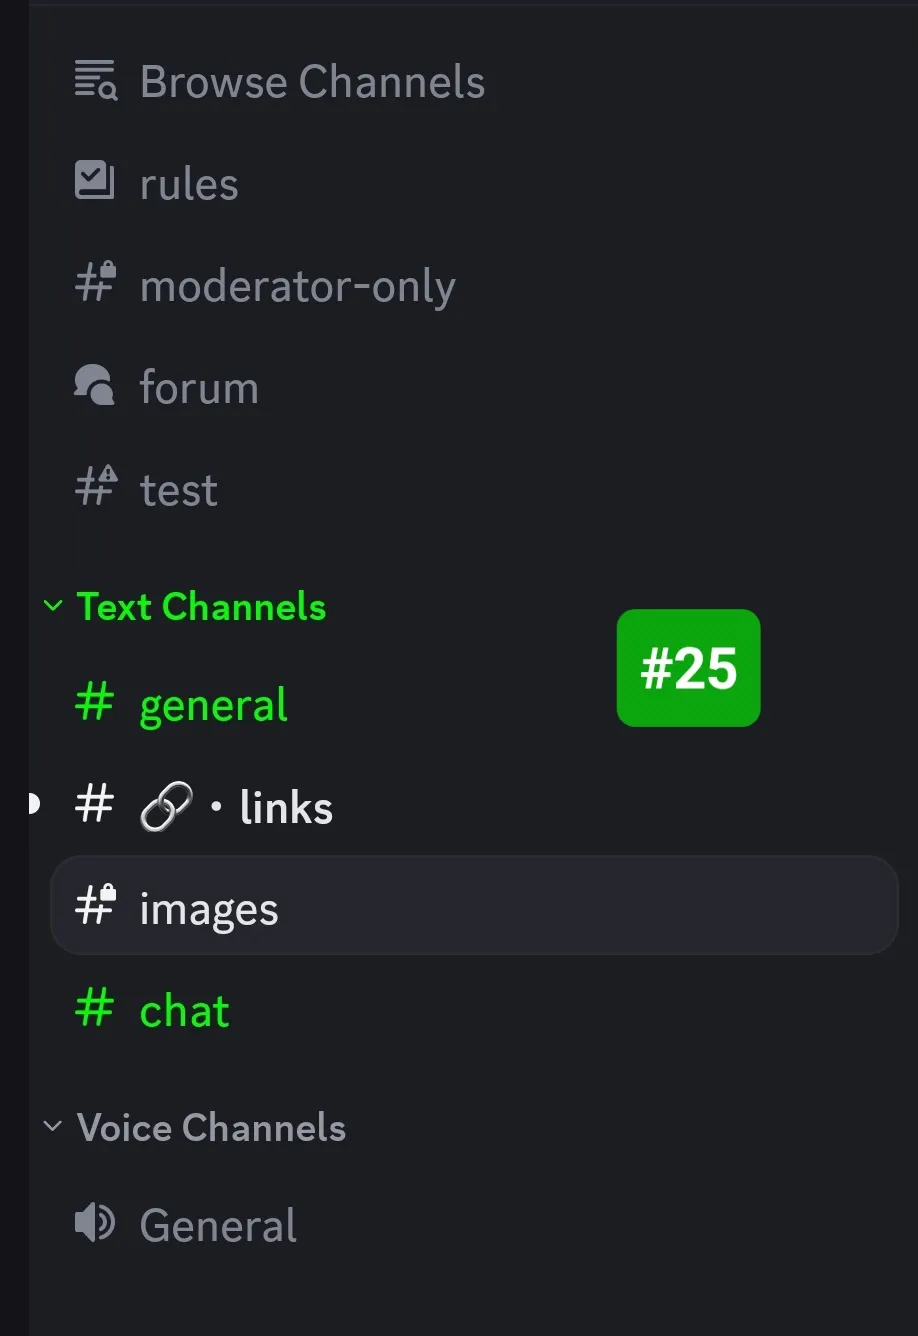 Browse Channels
rules
moderator-only
forum
test
Text Channels
#25
# general
# 🔗・links
# images
# chat
Voice Channels
General